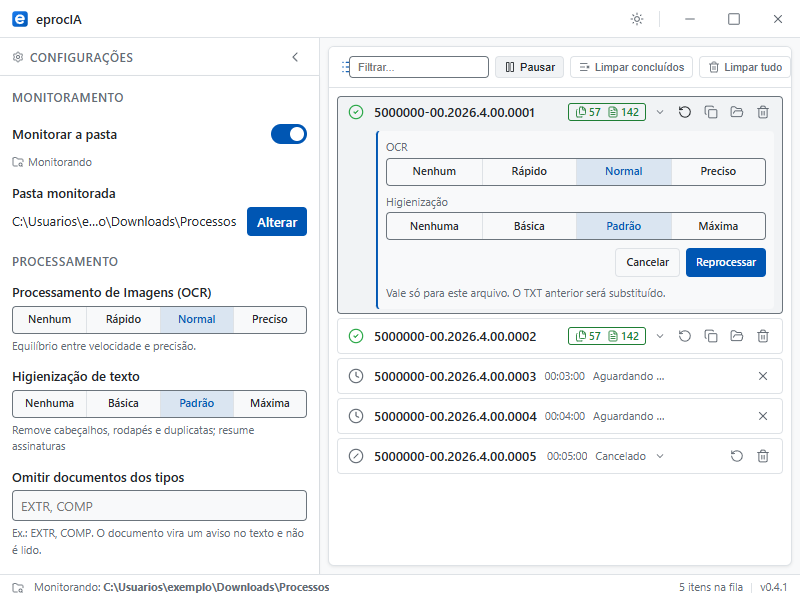 eprocIA
CONFIGURAÇÕES
MONITORAMENTO
Monitorar a pasta
Monitorando
Pasta monitorada
C:\Usuarios\e...o\Downloads\Processos
Alterar
PROCESSAMENTO
Processamento de Imagens (OCR)
Nenhum Rápido Normal Preciso
Equilíbrio entre velocidade e precisão.
Higienização de texto
Nenhuma Básica Padrão Máxima
Remove cabeçalhos, rodapés e duplicatas; resume
assinaturas
Omitir documentos dos tipos
EXTR, COMP
Ex.: EXTR, COMP. O documento vira um aviso no texto e não
é lido.
Filtrar... Pausar Limpar concluídos Limpar tudo
5000000-00.2026.4.00.0001 57 142
OCR
Nenhum Rápido Normal Preciso
Higienização
Nenhuma Básica Padrão Máxima
Cancelar Reprocessar
Vale só para este arquivo. O TXT anterior será substituído.
5000000-00.2026.4.00.0002 57 142
5000000-00.2026.4.00.0003 00:03:00 Aguardando ...
5000000-00.2026.4.00.0004 00:04:00 Aguardando ...
5000000-00.2026.4.00.0005 00:05:00 Cancelado
Monitorando: C:\Usuarios\exemplo\Downloads\Processos
5 itens na fila v0.4.1